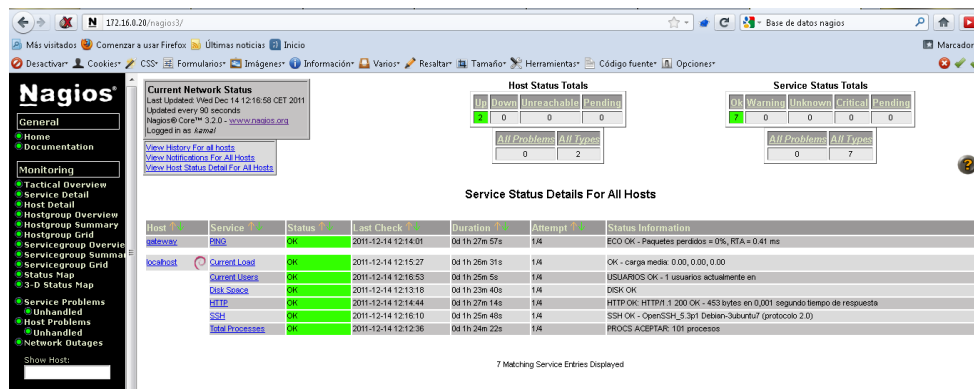 172.16.0.20/nagios3/
Base de datos nagios
Más visitados Comenzar a usar Firefox Últimas noticias Inicio
Marcador
Desactivar Cookies CSS Formularios Imágenes Información Varios Resaltar Tamaño Herramientas Código fuente Opciones
Nagios®
General
Home
Documentation
Monitoring
Tactical Overview
Service Detail
Host Detail
Hostgroup Overview
Hostgroup Summary
Hostgroup Grid
Servicegroup Overvie
Servicegroup Summar
Servicegroup Grid
Status Map
3-D Status Map
Service Problems
Unhandled
Host Problems
Unhandled
Network Outages
Show Host:
Current Network Status
Last Updated: Wed Dec 14 12:16:58 CET 2011
Updated every 90 seconds
Nagios® Core™ 3.2.0 - www.nagios.org
Logged in as kamal
View History For all hosts
View Notifications For All Hosts
View Host Status Detail For All Hosts
Host Status Totals
Up Down Unreachable Pending
2 0 0 0
All Problems All Types
0 2
Service Status Totals
Ok Warning Unknown Critical Pending
7 0 0 0 0
All Problems All Types
0 7
Service Status Details For All Hosts
Host Service Status Last Check Duration Attempt Status Information
gateway PING OK 2011-12-14 12:14:01 0d 1h 27m 57s 1/4 ECO OK - Paquetes perdidos = 0%, RTA = 0.41 ms
localhost Current Load OK 2011-12-14 12:15:27 0d 1h 26m 31s 1/4 OK - carga media: 0.00, 0.00, 0.00
Current Users OK 2011-12-14 12:16:53 0d 1h 25m 5s 1/4 USUARIOS OK - 1 usuarios actualmente en
Disk Space OK 2011-12-14 12:13:18 0d 1h 23m 40s 1/4 DISK OK
HTTP OK 2011-12-14 12:14:44 0d 1h 27m 14s 1/4 HTTP OK: HTTP/1.1 200 OK - 453 bytes en 0,001 segundo tiempo de respuesta
SSH OK 2011-12-14 12:16:10 0d 1h 25m 48s 1/4 SSH OK - OpenSSH_5.3p1 Debian-3ubuntu7 (protocolo 2.0)
Total Processes OK 2011-12-14 12:12:36 0d 1h 24m 22s 1/4 PROCS ACEPTAR: 101 procesos
7 Matching Service Entries Displayed